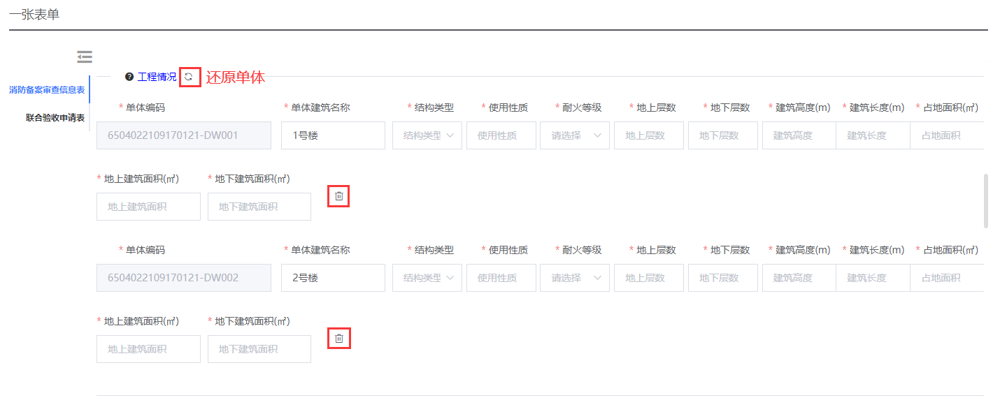 一张表单
工程情况 还原单体
消防备案审查信息表
联合验收申请表
* 单体编码 * 单体建筑名称 * 结构类型 * 使用性质 * 耐火等级 * 地上层数 * 地下层数 * 建筑高度(m) * 建筑长度(m) * 占地面积(㎡)
6504022109170121-DW001 1号楼 结构类型 使用性质 请选择 地上层数 地下层数 建筑高度 建筑长度 占地面积
* 地上建筑面积(㎡) * 地下建筑面积(㎡)
地上建筑面积 地下建筑面积
* 单体编码 * 单体建筑名称 * 结构类型 * 使用性质 * 耐火等级 * 地上层数 * 地下层数 * 建筑高度(m) * 建筑长度(m) * 占地面积(㎡)
6504022109170121-DW002 2号楼 结构类型 使用性质 请选择 地上层数 地下层数 建筑高度 建筑长度 占地面积
* 地上建筑面积(㎡) * 地下建筑面积(㎡)
地上建筑面积 地下建筑面积